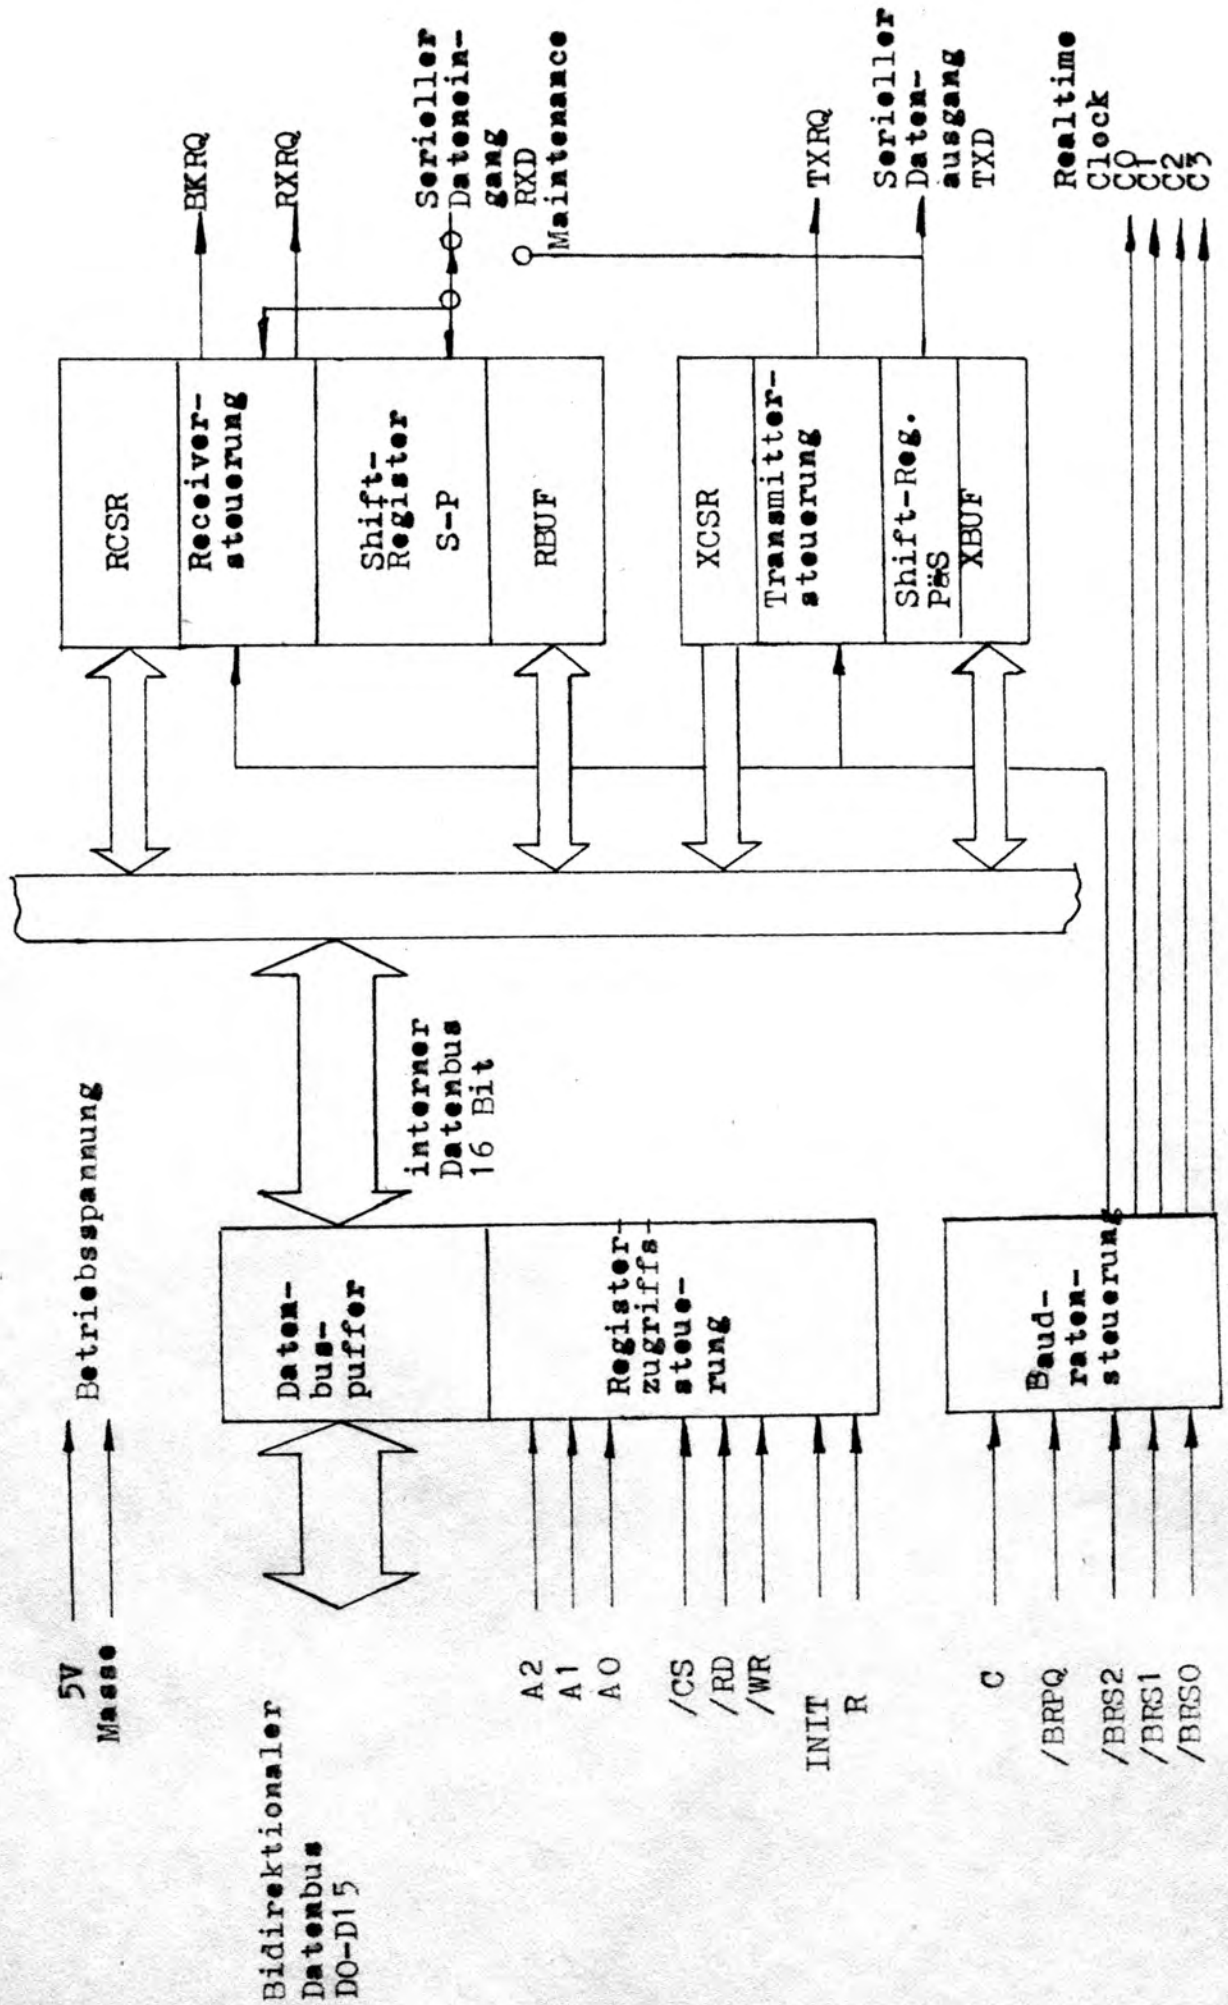 5V
Masse
Betriebsspannung
Bidirektionaler
Datenbus
D0-D15
Daten-
bus-
puffer
interner
Datenbus
16 Bit
A2
A1
A0
/CS
/RD
/WR
INIT
R
Register-
zugriffs-
steue-
rung
C
/BRPQ
/BRS2
/BRS1
/BRS0
Baud-
raten-
steuerung
RCSR
Receiver-
steuerung
Shift-
Register
S-P
RBUF
XCSR
Transmitter-
steuerung
Shift-Reg.
XBUF
BKRQ
RXRQ
Serieller
Datenein-
gang
RXD
Maintenance
TXRQ
Serieller
Daten-
ausgang
TXD
Realtime
Clock
C0
C1
C2
C3